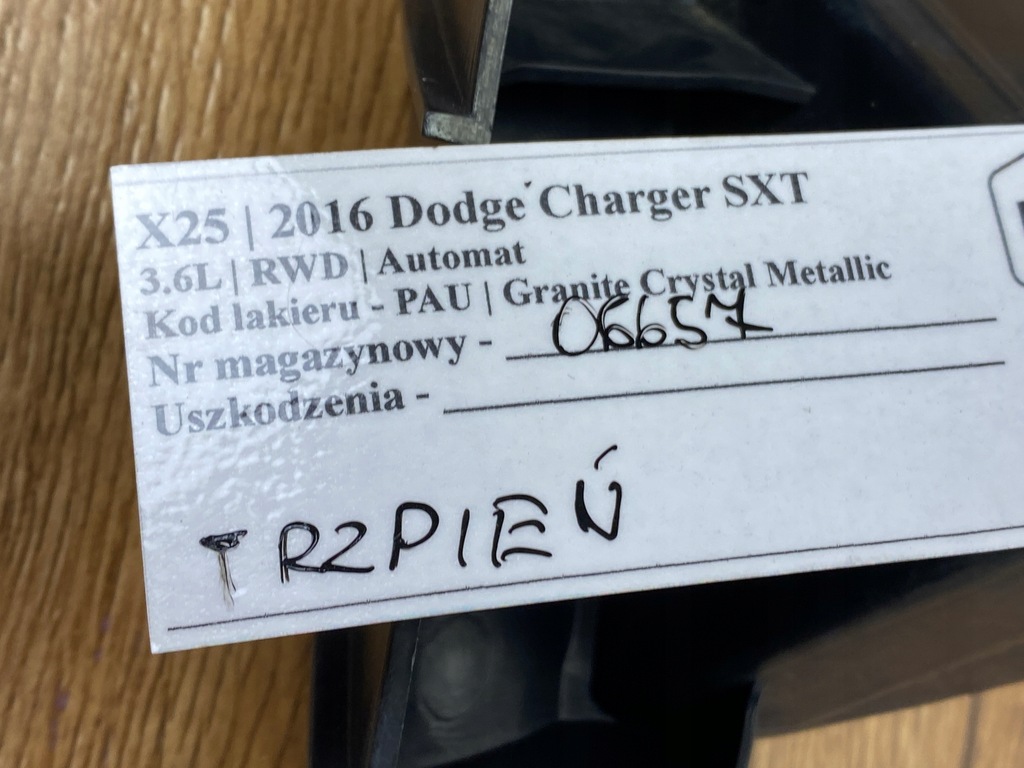 X25 | 2016 Dodge Charger SXT
3.6L | RWD | Automat
Kod lakieru - PAU | Granite Crystal Metallic
Nr magazynowy - 06657
Uszkodzenia -
TRZPIEŃ